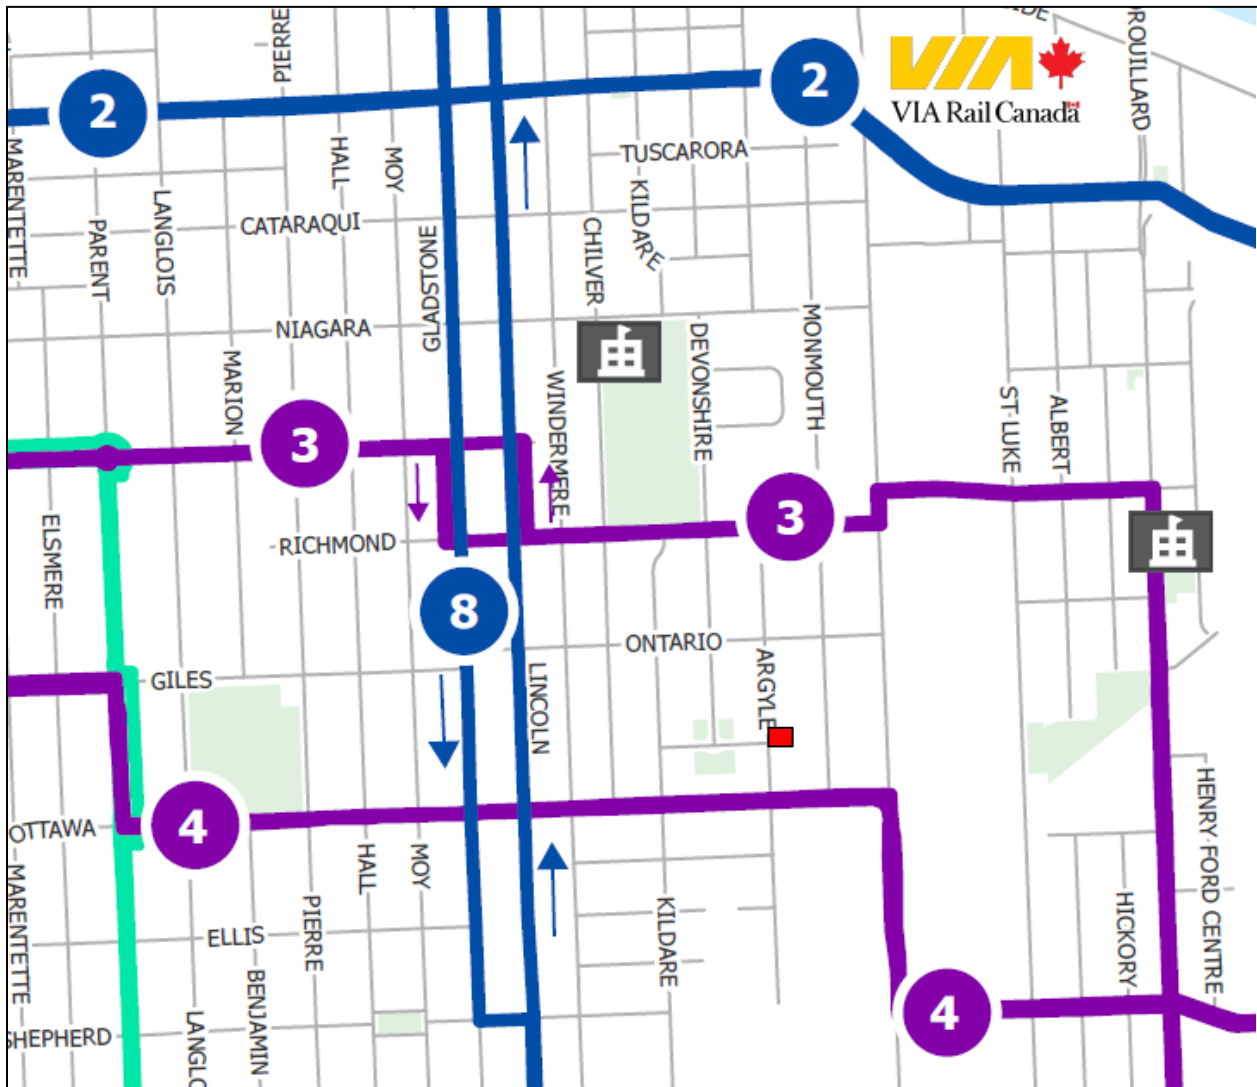 PIERRE
IDE
ROUILLARD
VIA
VIA Rail Canada
2
2
MARENTETTE
PARENT
LANGLOIS
HALL
MOY
TUSCARORA
KILDARE
CATARAQUI
GLADSTONE
CHILVER
NIAGARA
MARION
WINDERMERE
DEVONSHIRE
MONMOUTH
ST LUKE
ALBERT
3
3
ELSMERE
RICHMOND
8
ONTARIO
GILES
LINCOLN
ARGYLE
4
OTTAWA
HENRY FORD CENTRE
MARENTETTE
HALL
MOY
PIERRE
KILDARE
HICKORY
ELLIS
BENJAMIN
4
SHEPHERD
LANGLO